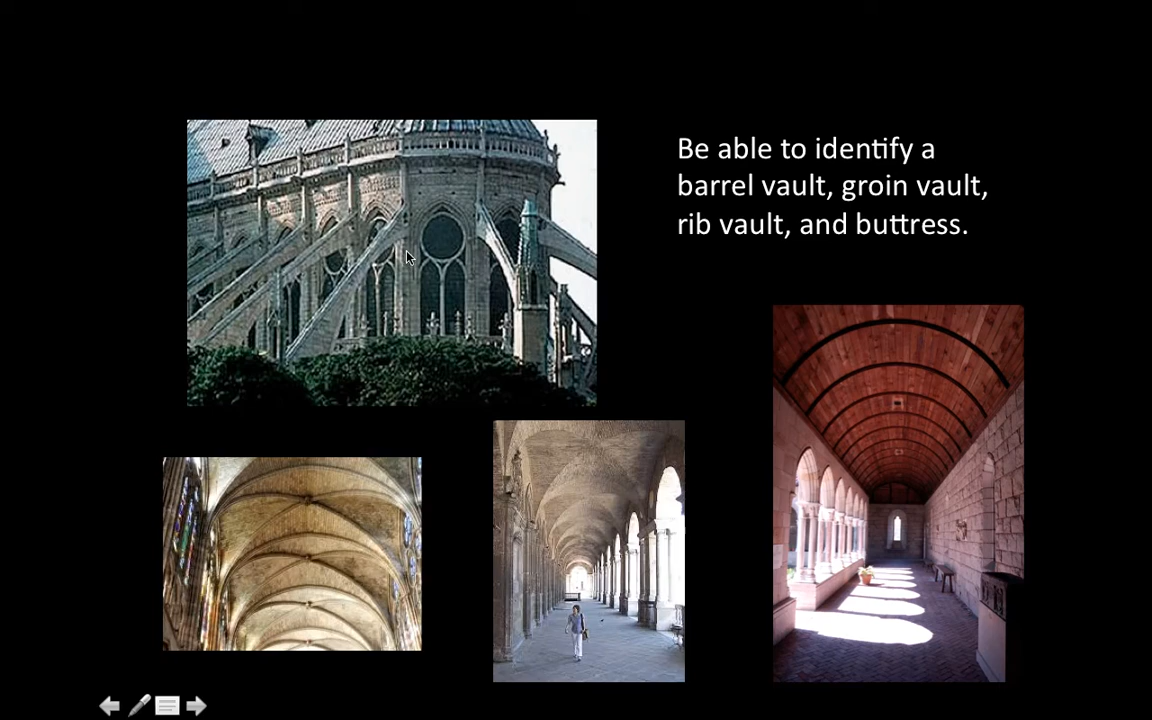 Be able to identify a
barrel vault, groin vault,
rib vault, and buttress.